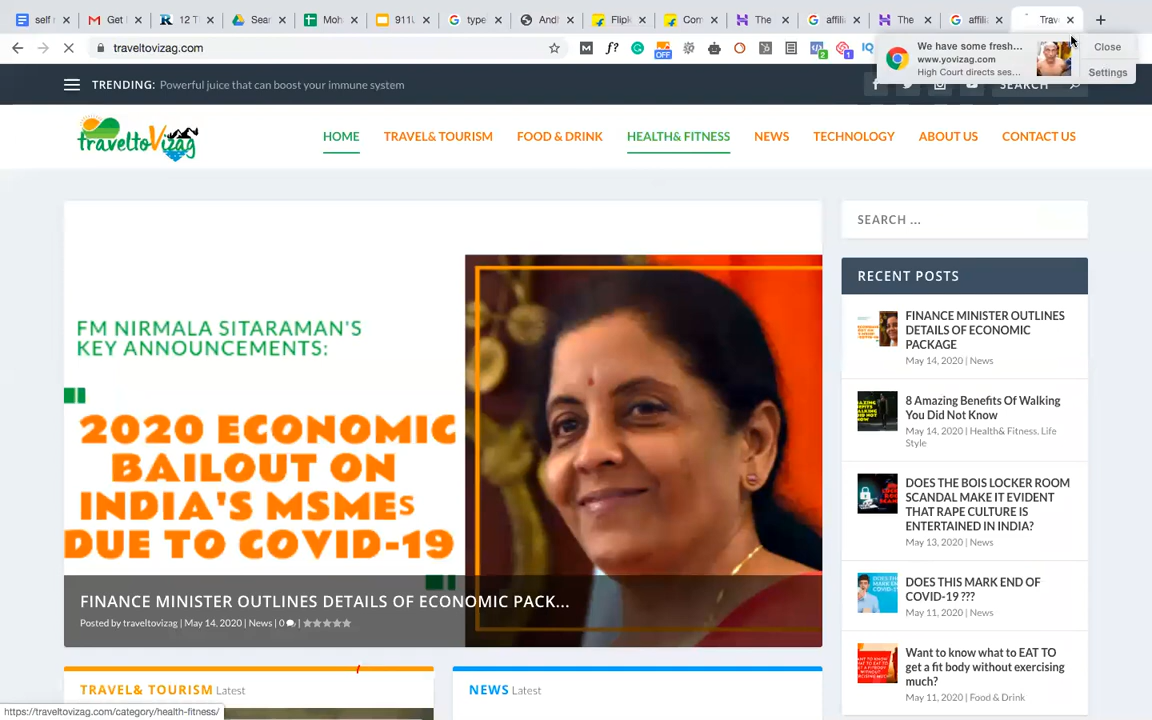 self r
Get I
12 T
Sear
Moh
911L
type
Andl
Flipk
Com
The
affili
The
affili
Trav
traveltovizag.com
We have some fresh...
www.yovizag.com
High Court directs ses...
Close
Settings
TRENDING: Powerful juice that can boost your immune system
SEARCH
traveltoVizag
HOME
TRAVEL& TOURISM
FOOD & DRINK
HEALTH& FITNESS
NEWS
TECHNOLOGY
ABOUT US
CONTACT US
FM NIRMALA SITARAMAN'S
KEY ANNOUNCEMENTS:
2020 ECONOMIC
BAILOUT ON
INDIA'S MSMEs
DUE TO COVID-19
FINANCE MINISTER OUTLINES DETAILS OF ECONOMIC PACK...
Posted by traveltovizag | May 14, 2020 | News | 0 |
SEARCH ...
RECENT POSTS
FINANCE MINISTER OUTLINES
DETAILS OF ECONOMIC
PACKAGE
May 14, 2020 | News
8 Amazing Benefits Of Walking
You Did Not Know
May 14, 2020 | Health& Fitness, Life
Style
DOES THE BOIS LOCKER ROOM
SCANDAL MAKE IT EVIDENT
THAT RAPE CULTURE IS
ENTERTAINED IN INDIA?
May 13, 2020 | News
DOES THIS MARK END OF
COVID-19 ???
May 11, 2020 | News
Want to know what to EAT TO
get a fit body without exercising
much?
May 11, 2020 | Food & Drink
TRAVEL& TOURISM Latest
NEWS Latest
https://traveltovizag.com/category/health-fitness/